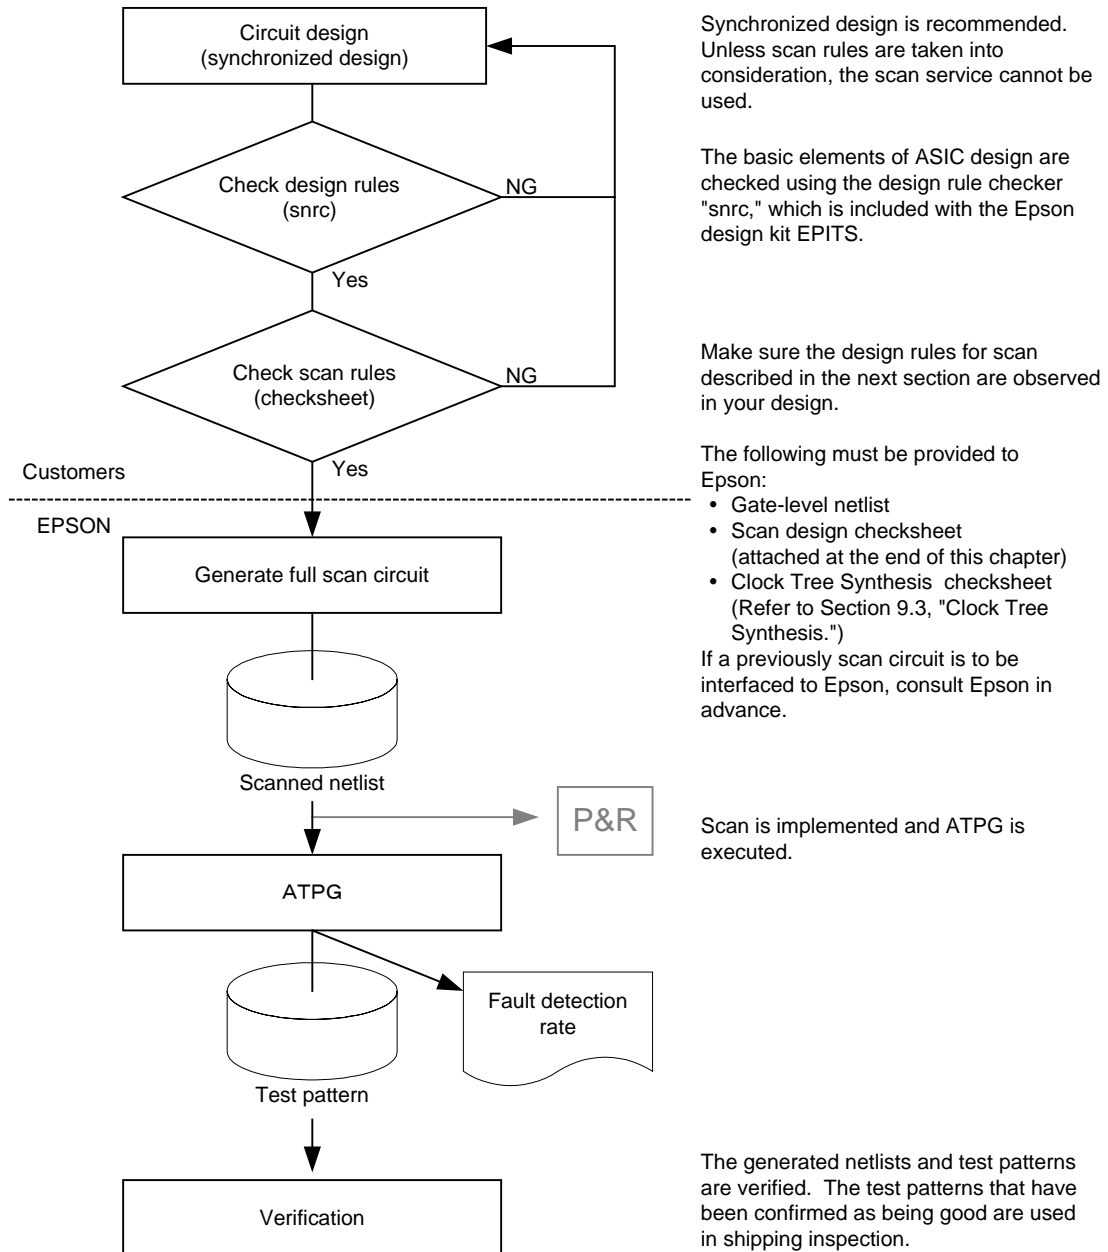 Circuit design
(synchronized design)
Synchronized design is recommended.
Unless scan rules are taken into
consideration, the scan service cannot be
used.
Check design rules
(snrc)
NG
Yes
The basic elements of ASIC design are
checked using the design rule checker
"snrc," which is included with the Epson
design kit EPITS.
Check scan rules
(checksheet)
NG
Yes
Make sure the design rules for scan
described in the next section are observed
in your design.
Customers
EPSON
The following must be provided to
Epson:
• Gate-level netlist
• Scan design checksheet
(attached at the end of this chapter)
• Clock Tree Synthesis checksheet
(Refer to Section 9.3, "Clock Tree
Synthesis.")
If a previously scan circuit is to be
interfaced to Epson, consult Epson in
advance.
Generate full scan circuit
Scanned netlist
P&R
Scan is implemented and ATPG is
executed.
ATPG
Fault detection
rate
Test pattern
Verification
The generated netlists and test patterns
are verified. The test patterns that have
been confirmed as being good are used
in shipping inspection.